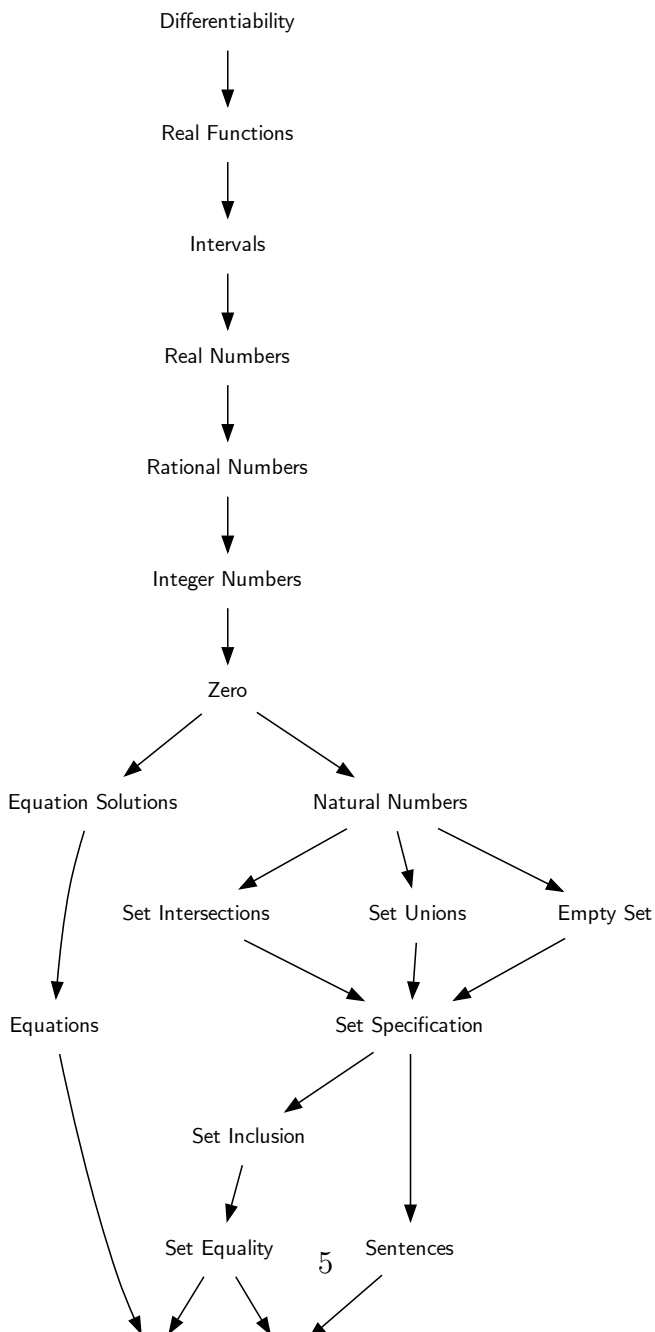 Differentiability
Real Functions
Intervals
Real Numbers
Rational Numbers
Integer Numbers
Zero
Equation Solutions
Natural Numbers
Set Intersections
Set Unions
Empty Set
Equations
Set Specification
Set Inclusion
Set Equality
Sentences
5